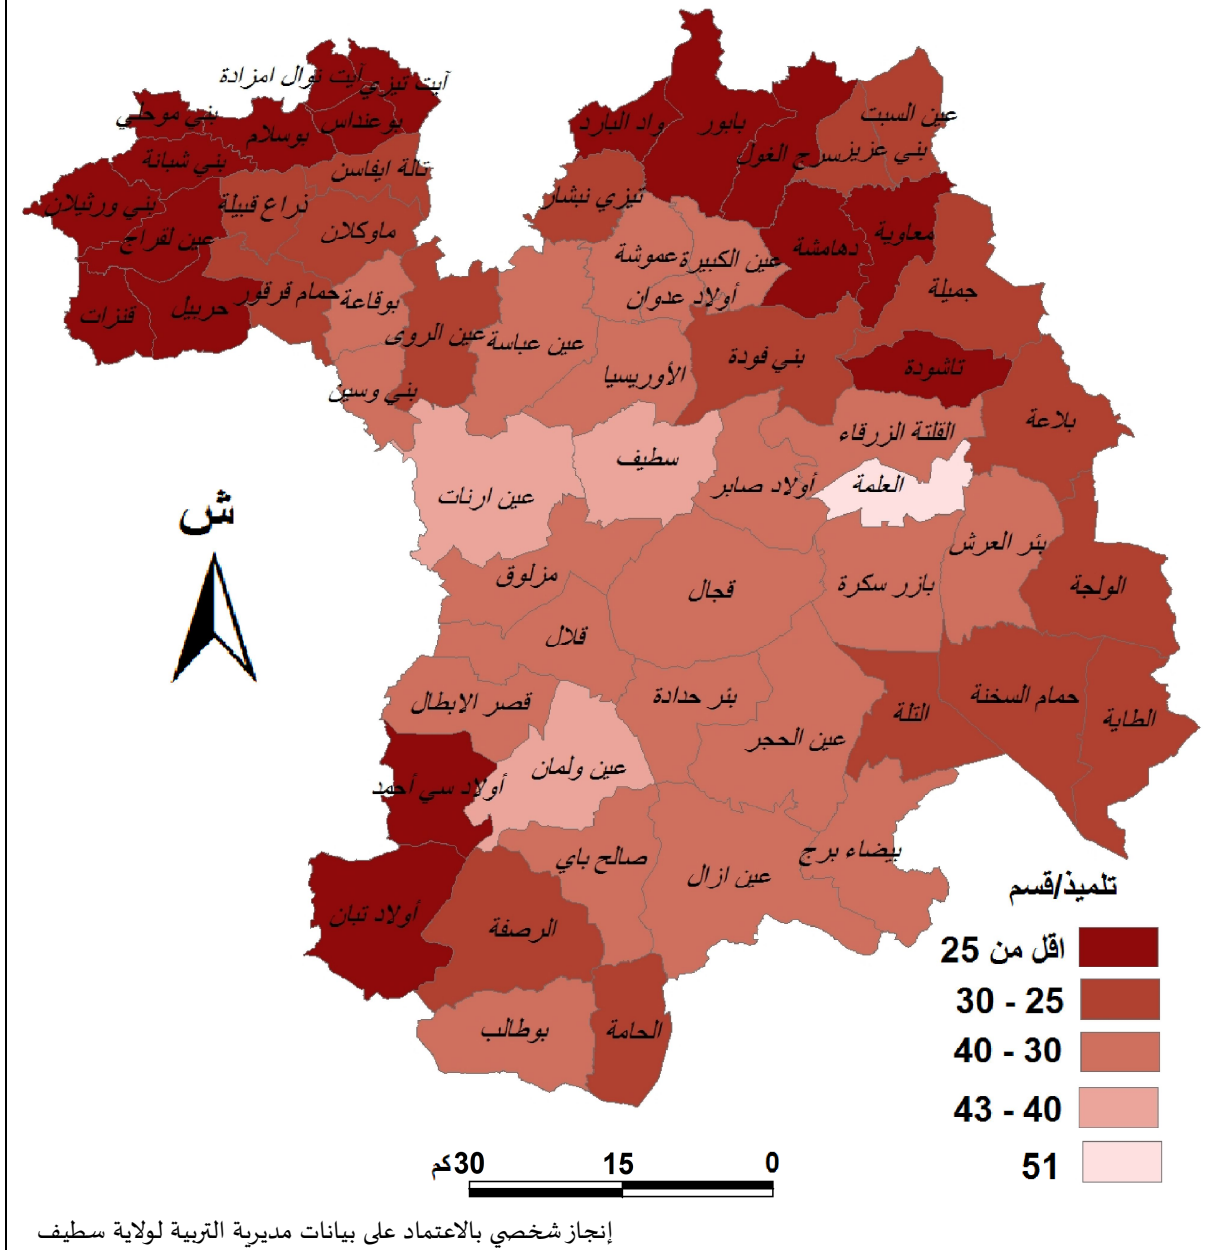 آيت نوال امزادة
آيت تيزي
بني موحلي
بوسلام
بوعنداس
بني شبانة
تالة ايفاسن
بني ورثيلان
ذراع قبيلة
عين لقراج
ماوكلان
قنزات
حربيل
حمام قرقور
بوقاعة
عين الروى
بني وسين
واد البارد
بابور
سرج الغول
عين السبت
بني عزيز
تيزي نبشار
عموشة
عين الكبيرة
دهامشة
معاوية
أولاد عدوان
جميلة
عين عباسة
الأوريسيا
بني فودة
تاشودة
القلتة الزرقاء
بلاعة
سطيف
عين ارنات
أولاد صابر
العلمة
بئر العرش
ش
مزلوق
قجال
بازر سكرة
الولجة
قلال
قصر الابطال
بئر حدادة
عين الحجر
التلة
حمام السخنة
الطاية
أولاد سي أحمد
عين ولمان
صالح باي
عين ازال
بيضاء برج
أولاد تبان
الرصفة
بوطالب
الحامة
تلميذ/قسم
اقل من 25
30 - 25
40 - 30
43 - 40
51
كم 30 15 0
إنجاز شخصي بالاعتماد على بيانات مديرية التربية لولاية سطيف